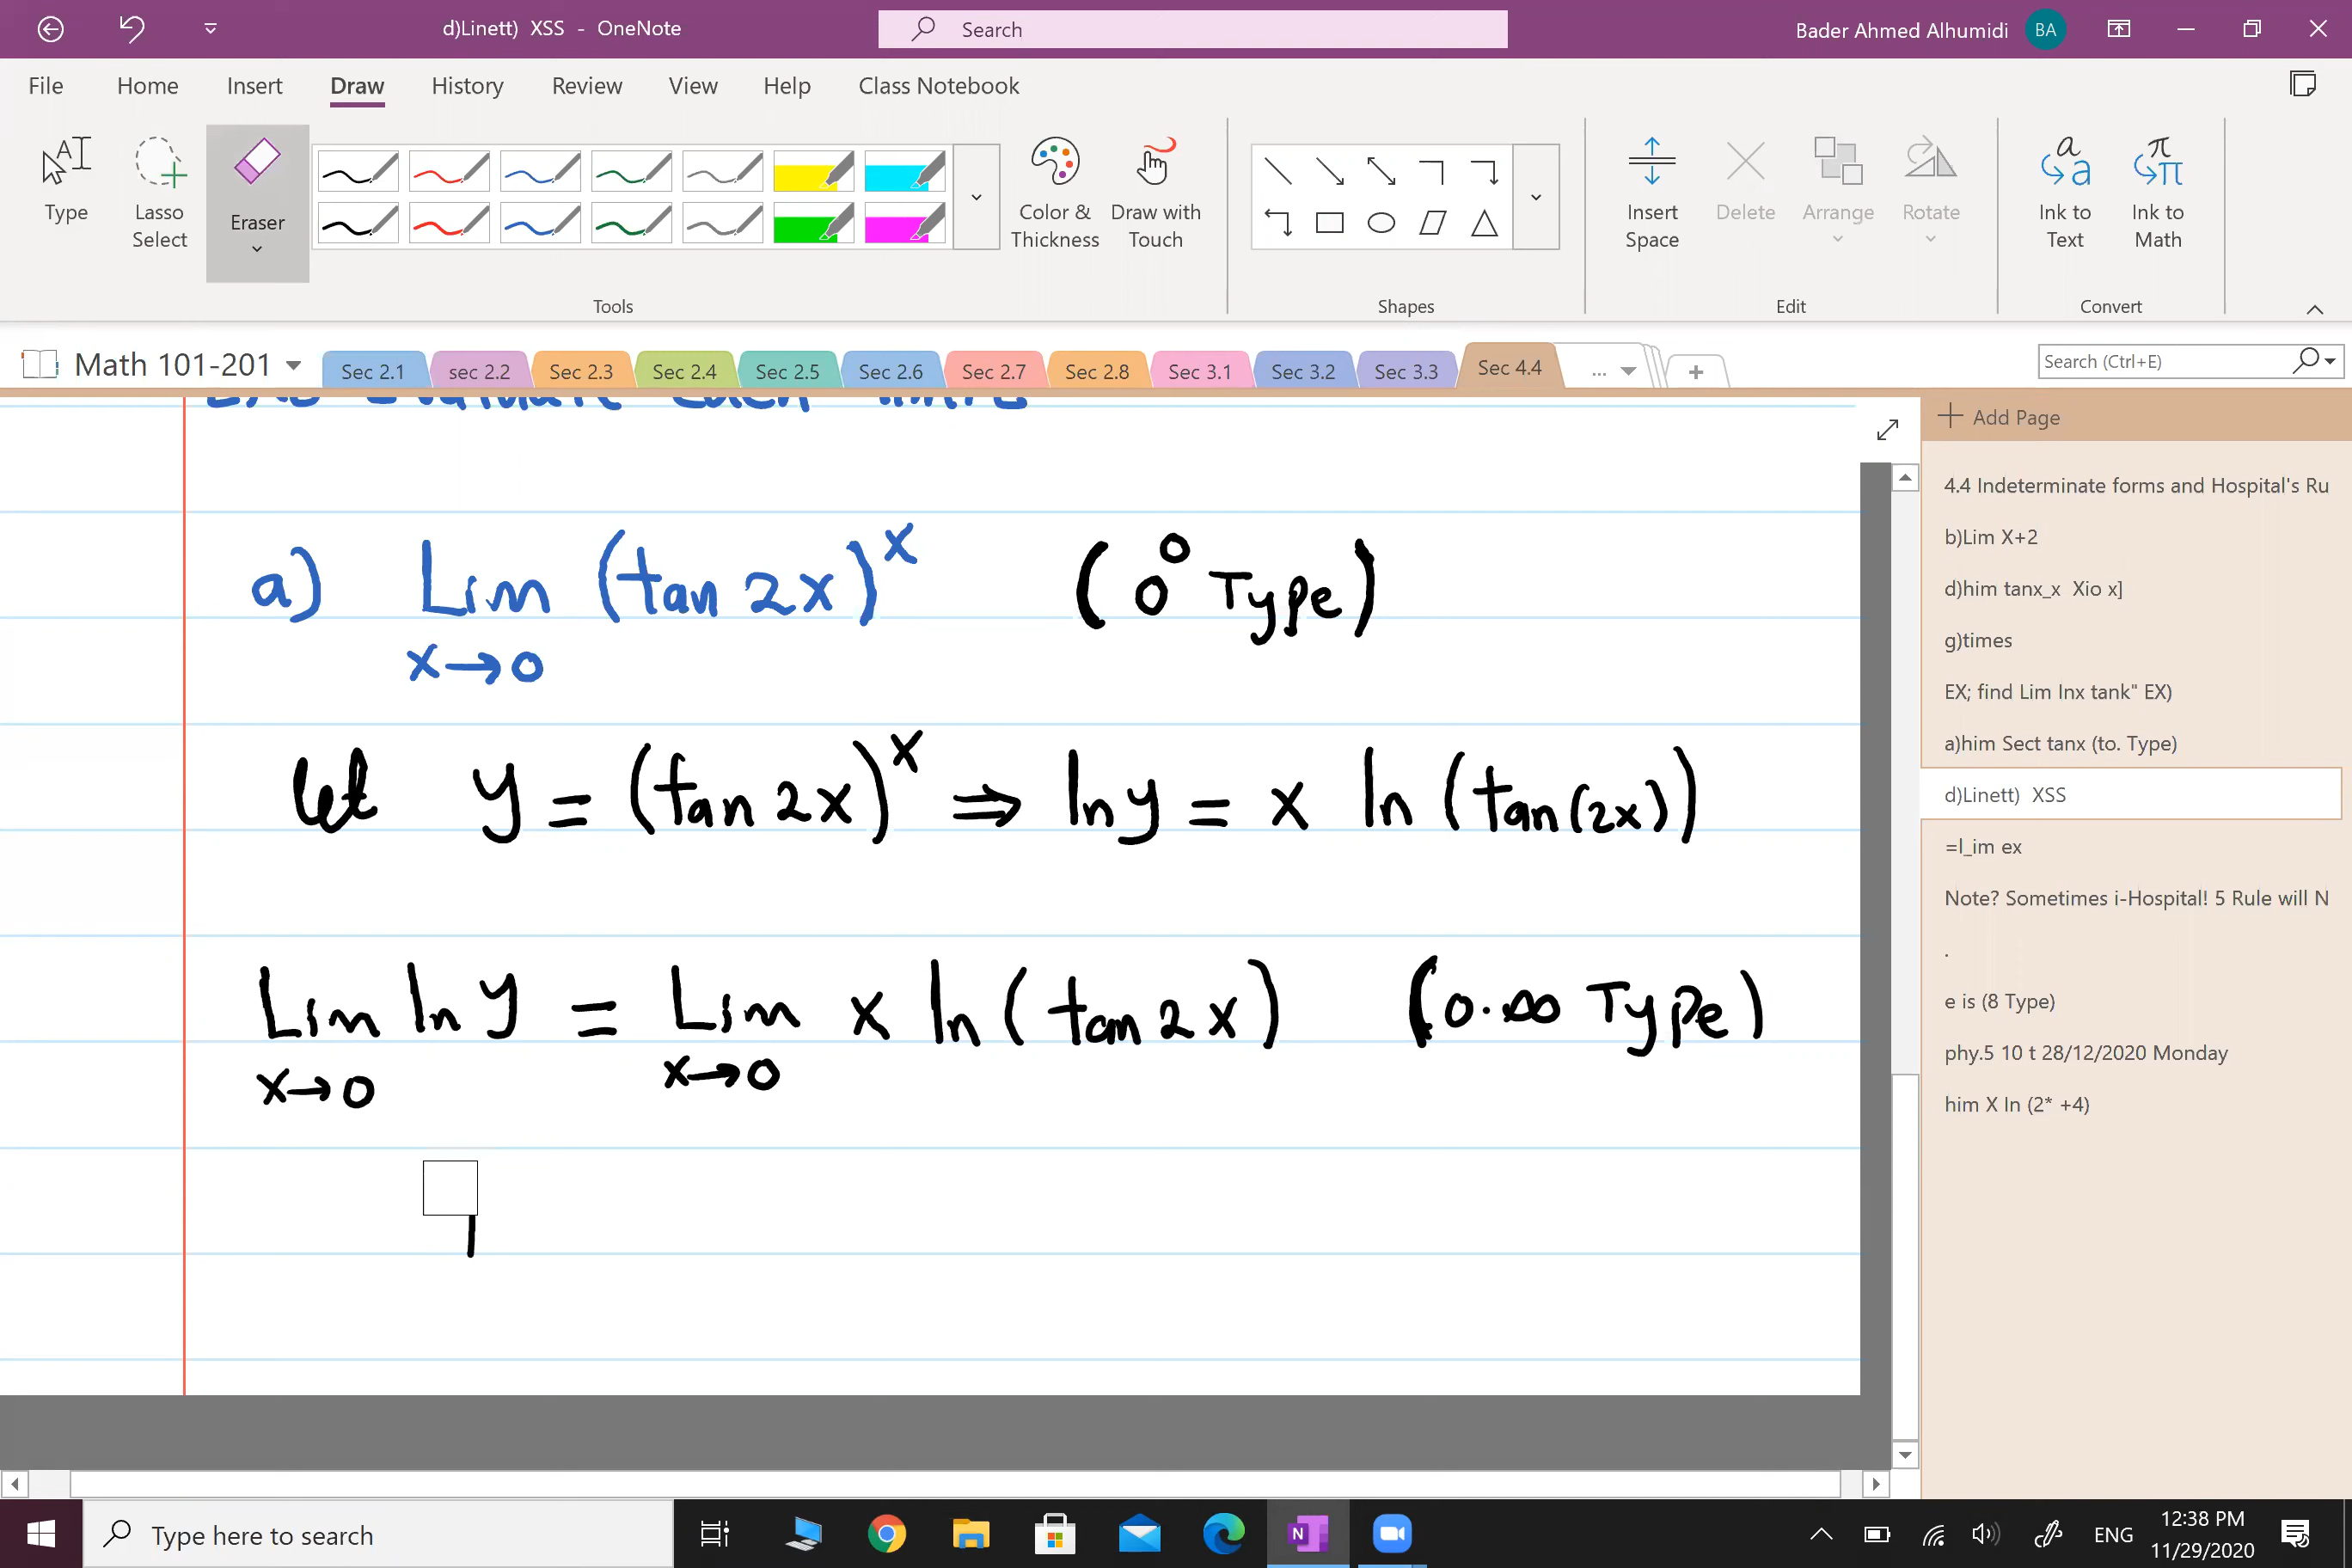 d)Linett) XSS - OneNote
Search
Bader Ahmed Alhumidi BA
File Home Insert Draw History Review View Help Class Notebook
Type
Lasso Select
Eraser
Color & Thickness
Draw with Touch
Insert Space
Delete
Arrange
Rotate
Ink to Text
Ink to Math
Tools Shapes Edit Convert
Math 101-201 Sec 2.1 sec 2.2 Sec 2.3 Sec 2.4 Sec 2.5 Sec 2.6 Sec 2.7 Sec 2.8 Sec 3.1 Sec 3.2 Sec 3.3 Sec 4.4 ... +
Search (Ctrl+E)
a) Lim (tan 2x)^x (0^0 Type)
x→0
let y = (tan 2x)^x ⇒ ln y = x ln (tan(2x))
Lim ln y = Lim x ln ( tan 2x) (0.∞ Type)
x→0 x→0
Add Page
4.4 Indeterminate forms and Hospital's Ru
b)Lim X+2
d)him tanx_x Xio x]
g)times
EX; find Lim Inx tank" EX)
a)him Sect tanx (to. Type)
d)Linett) XSS
=l_im ex
Note? Sometimes i-Hospital! 5 Rule will N
.
e is (8 Type)
phy.5 10 t 28/12/2020 Monday
him X In (2* +4)
Type here to search
ENG
12:38 PM
11/29/2020